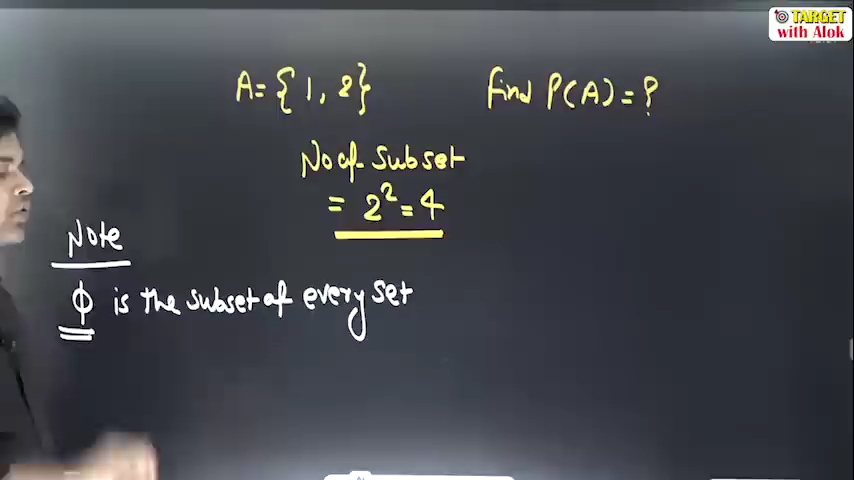 TARGET
with Alok
A = { 1, 2 } Find P(A) = ?
No of Subset
= 2² = 4
Note
ϕ is the subset of every set